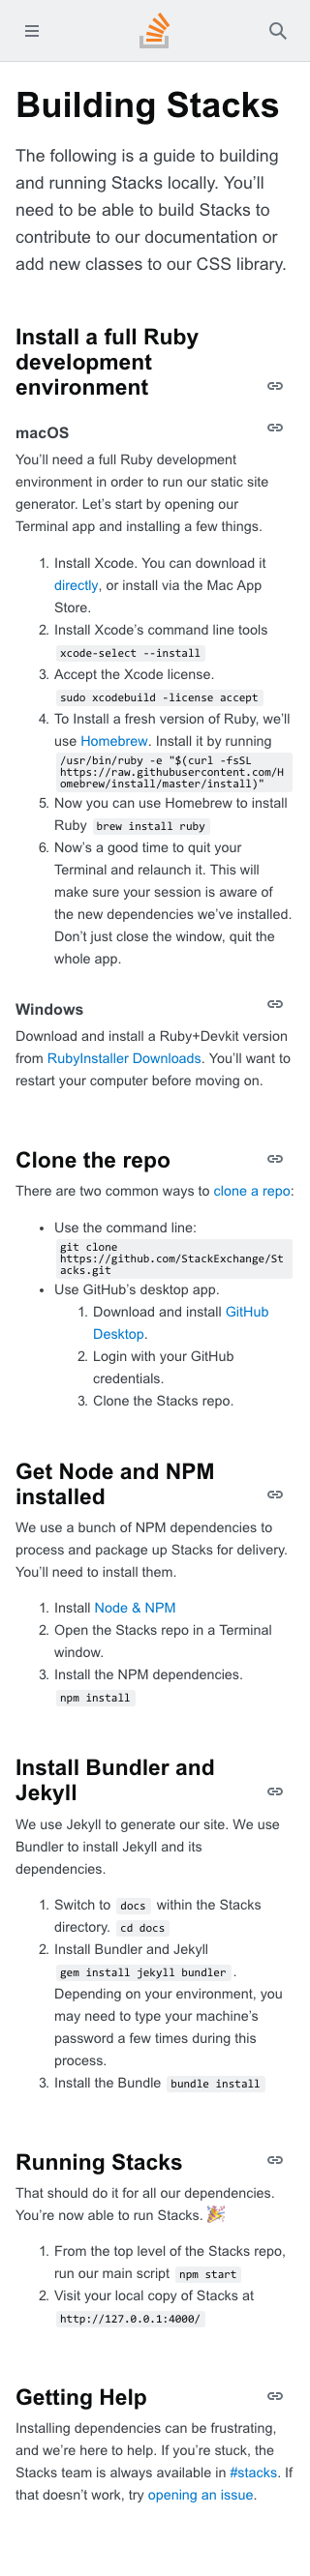 Building Stacks
The following is a guide to building
and running Stacks locally. You’ll
need to be able to build Stacks to
contribute to our documentation or
add new classes to our CSS library.
Install a full Ruby
development
environment
macOS
You’ll need a full Ruby development
environment in order to run our static site
generator. Let’s start by opening our
Terminal app and installing a few things.
1. Install Xcode. You can download it
directly, or install via the Mac App
Store.
2. Install Xcode’s command line tools
xcode-select --install
3. Accept the Xcode license.
sudo xcodebuild -license accept
4. To Install a fresh version of Ruby, we’ll
use Homebrew. Install it by running
/usr/bin/ruby -e "$(curl -fsSL
https://raw.githubusercontent.com/H
omebrew/install/master/install)"
5. Now you can use Homebrew to install
Ruby brew install ruby
6. Now’s a good time to quit your
Terminal and relaunch it. This will
make sure your session is aware of
the new dependencies we’ve installed.
Don’t just close the window, quit the
whole app.
Windows
Download and install a Ruby+Devkit version
from RubyInstaller Downloads. You’ll want to
restart your computer before moving on.
Clone the repo
There are two common ways to clone a repo:
• Use the command line:
git clone
https://github.com/StackExchange/St
acks.git
• Use GitHub’s desktop app.
1. Download and install GitHub
Desktop.
2. Login with your GitHub
credentials.
3. Clone the Stacks repo.
Get Node and NPM
installed
We use a bunch of NPM dependencies to
process and package up Stacks for delivery.
You’ll need to install them.
1. Install Node & NPM
2. Open the Stacks repo in a Terminal
window.
3. Install the NPM dependencies.
npm install
Install Bundler and
Jekyll
We use Jekyll to generate our site. We use
Bundler to install Jekyll and its
dependencies.
1. Switch to docs within the Stacks
directory. cd docs
2. Install Bundler and Jekyll
gem install jekyll bundler .
Depending on your environment, you
may need to type your machine’s
password a few times during this
process.
3. Install the Bundle bundle install
Running Stacks
That should do it for all our dependencies.
You’re now able to run Stacks. 🎉
1. From the top level of the Stacks repo,
run our main script npm start
2. Visit your local copy of Stacks at
http://127.0.0.1:4000/
Getting Help
Installing dependencies can be frustrating,
and we’re here to help. If you’re stuck, the
Stacks team is always available in #stacks. If
that doesn’t work, try opening an issue.